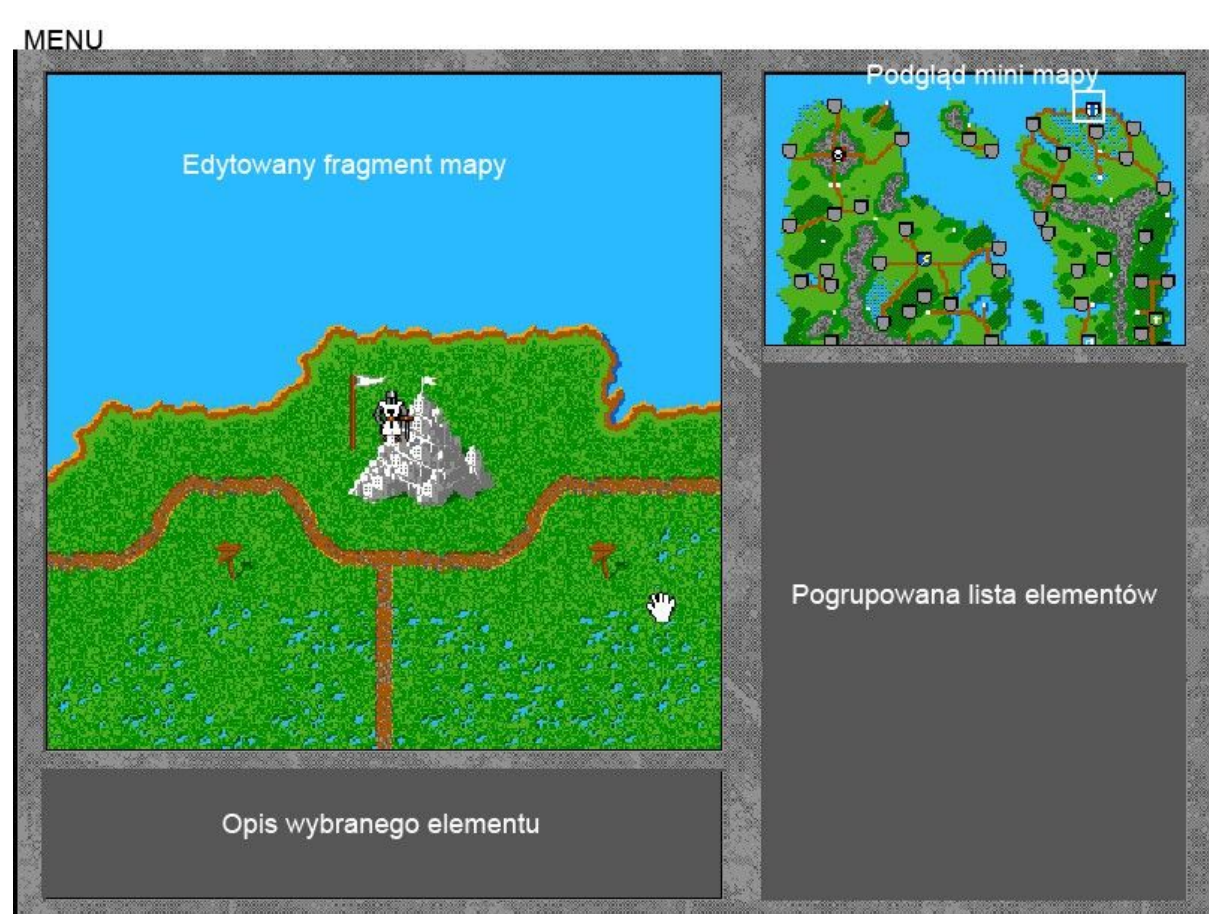 MENU
Podgląd mini mapy
Edytowany fragment mapy
Pogrupowana lista elementów
Opis wybranego elementu